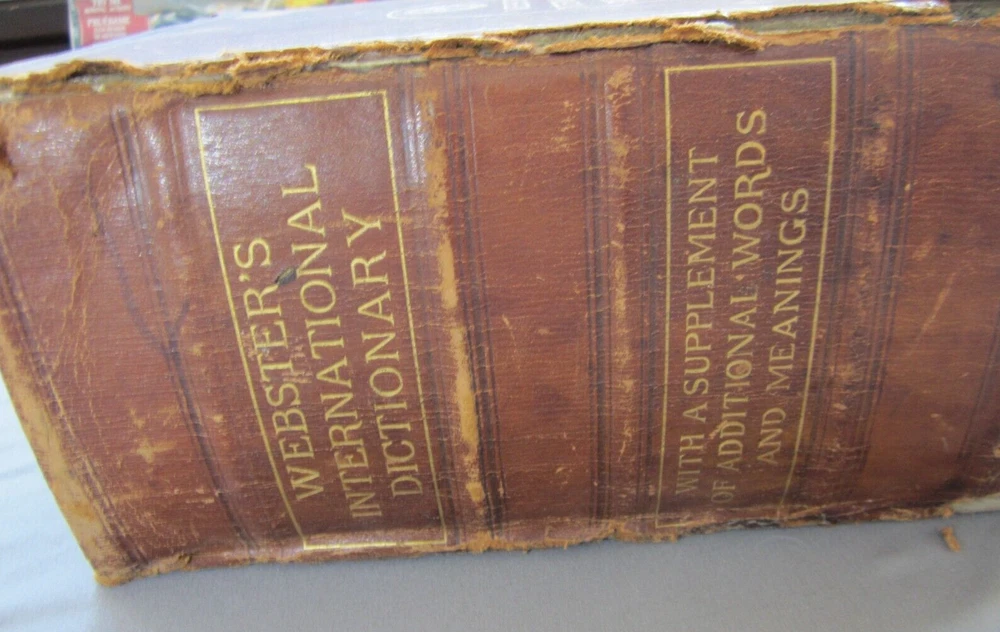 WEBSTER'S
INTERNATIONAL
DICTIONARY
WITH A SUPPLEMENT
OF ADDITIONAL WORDS
AND MEANINGS